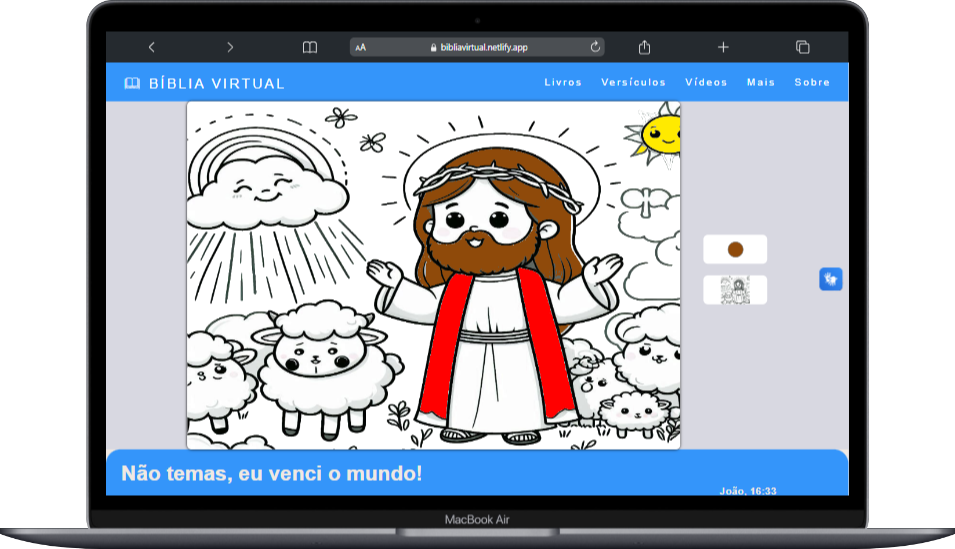 AA bibliavirtual.netlify.app
BÍBLIA VIRTUAL Livros Versículos Vídeos Mais Sobre
Não temas, eu venci o mundo!
João, 16:33
MacBook Air